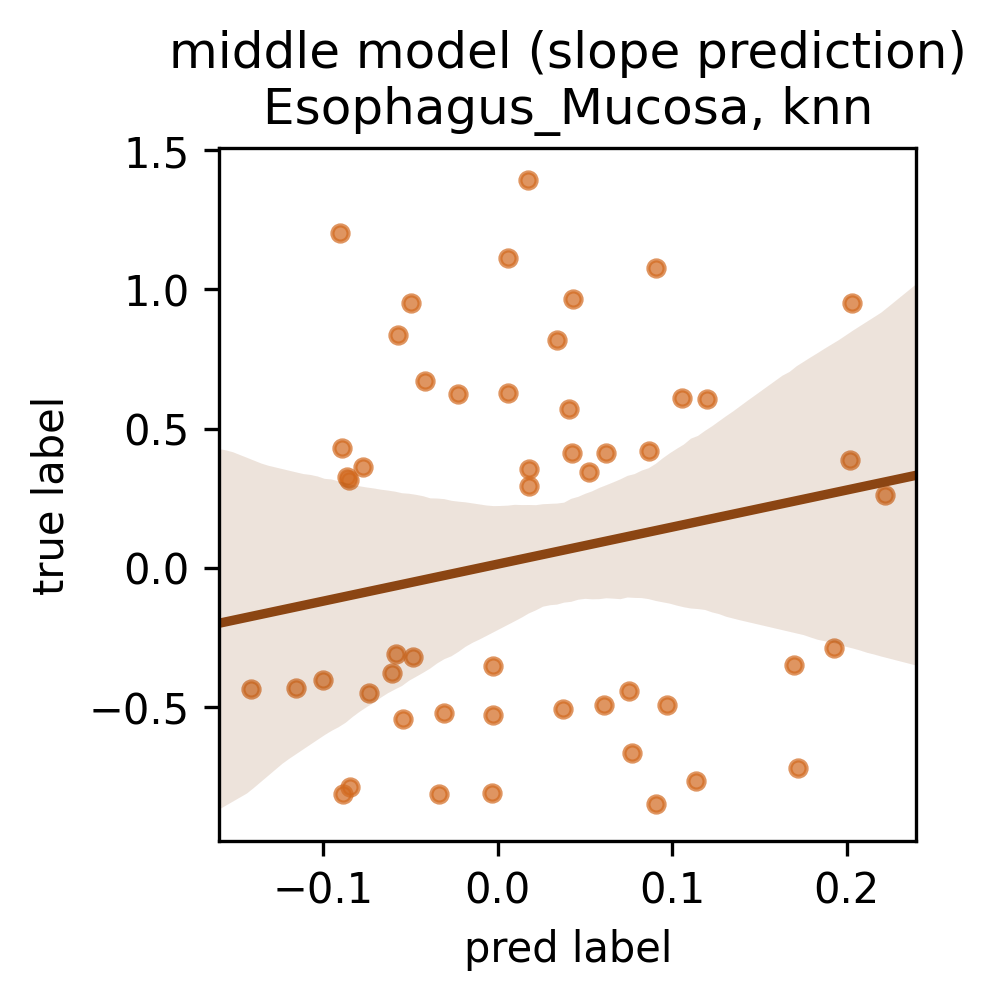 middle model (slope prediction)
Esophagus_Mucosa, knn
1.5
1.0
0.5
0.0
−0.5
true label
−0.1
0.0
0.1
0.2
pred label